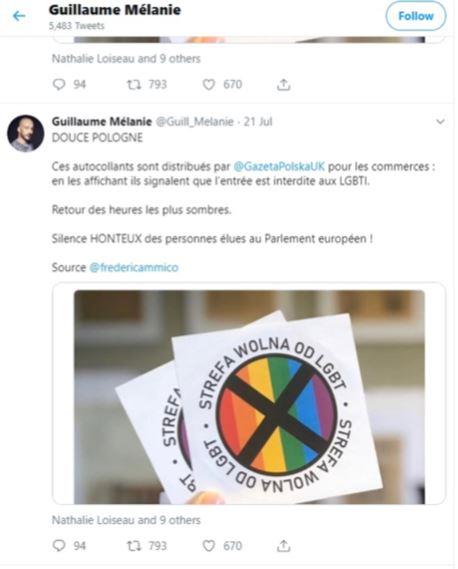 Guillaume Mélanie
5,483 Tweets
Follow
Nathalie Loiseau and 9 others
94 793 670
Guillaume Mélanie @Guill_Melanie · 21 Jul
DOUCE POLOGNE
Ces autocollants sont distribués par @GazetaPolskaUK pour les commerces :
en les affichant ils signalent que l'entrée est interdite aux LGBTI.
Retour des heures les plus sombres.
Silence HONTEUX des personnes élues au Parlement européen !
Source @fredericammico
STREFA WOLNA OD LGBT · STREFA WOLNA OD LGBT ·
STREFA
Nathalie Loiseau and 9 others
94 793 670